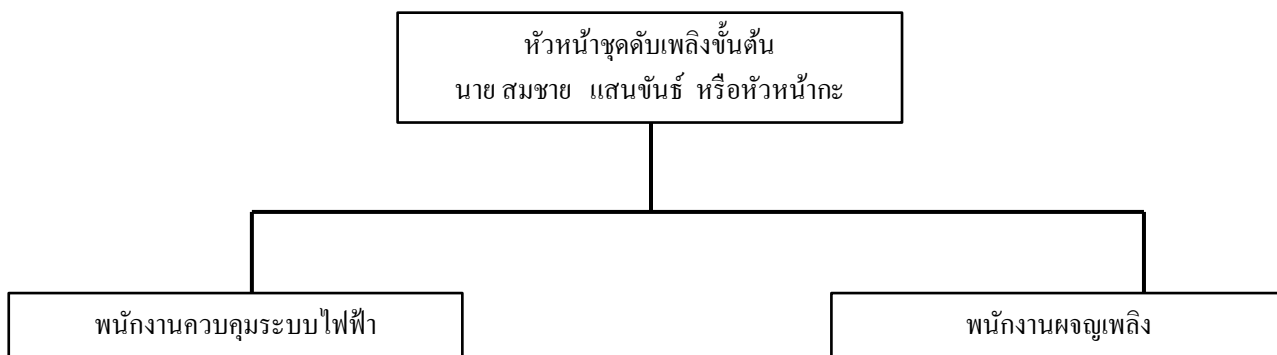 หัวหน้าชุดดับเพลิงขั้นต้น
นาย สมชาย แสนขันธ์ หรือหัวหน้ากะ
พนักงานควบคุมระบบไฟฟ้า
พนักงานผจญเพลิง